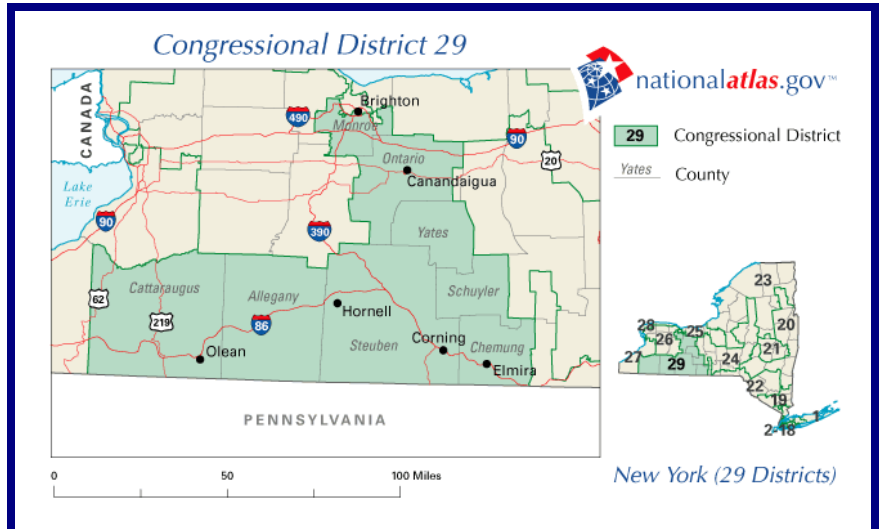 Congressional District 29
nationalatlas.gov™
29 Congressional District
Yates County
CANADA
Lake
Erie
490
Brighton
Monroe
90
20
Ontario
Canandaigua
90
390
Yates
62
Cattaraugus
219
Allegany
86
Hornell
Schuyler
Olean
Steuben
Corning
Chemung
Elmira
PENNSYLVANIA
0 50 100 Miles
23
28
25
20
26
21
27
29
24
22
19
1
2-18
New York (29 Districts)